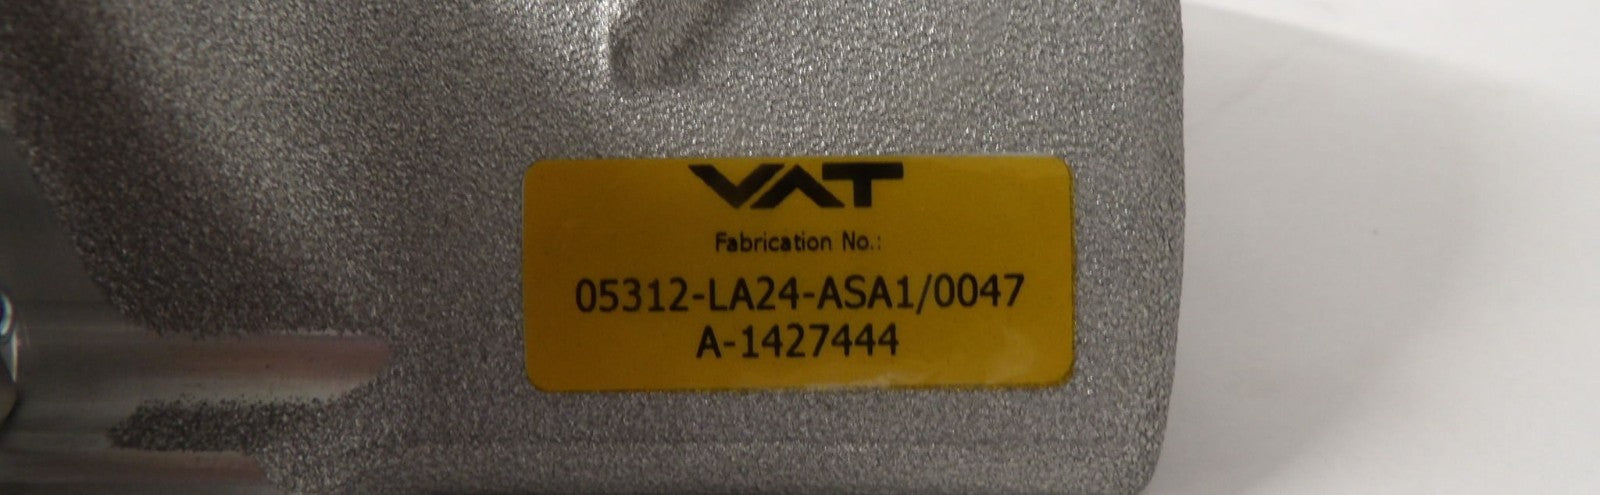 VAT
Fabrication No.:
05312-LA24-ASA1/0047
A-1427444